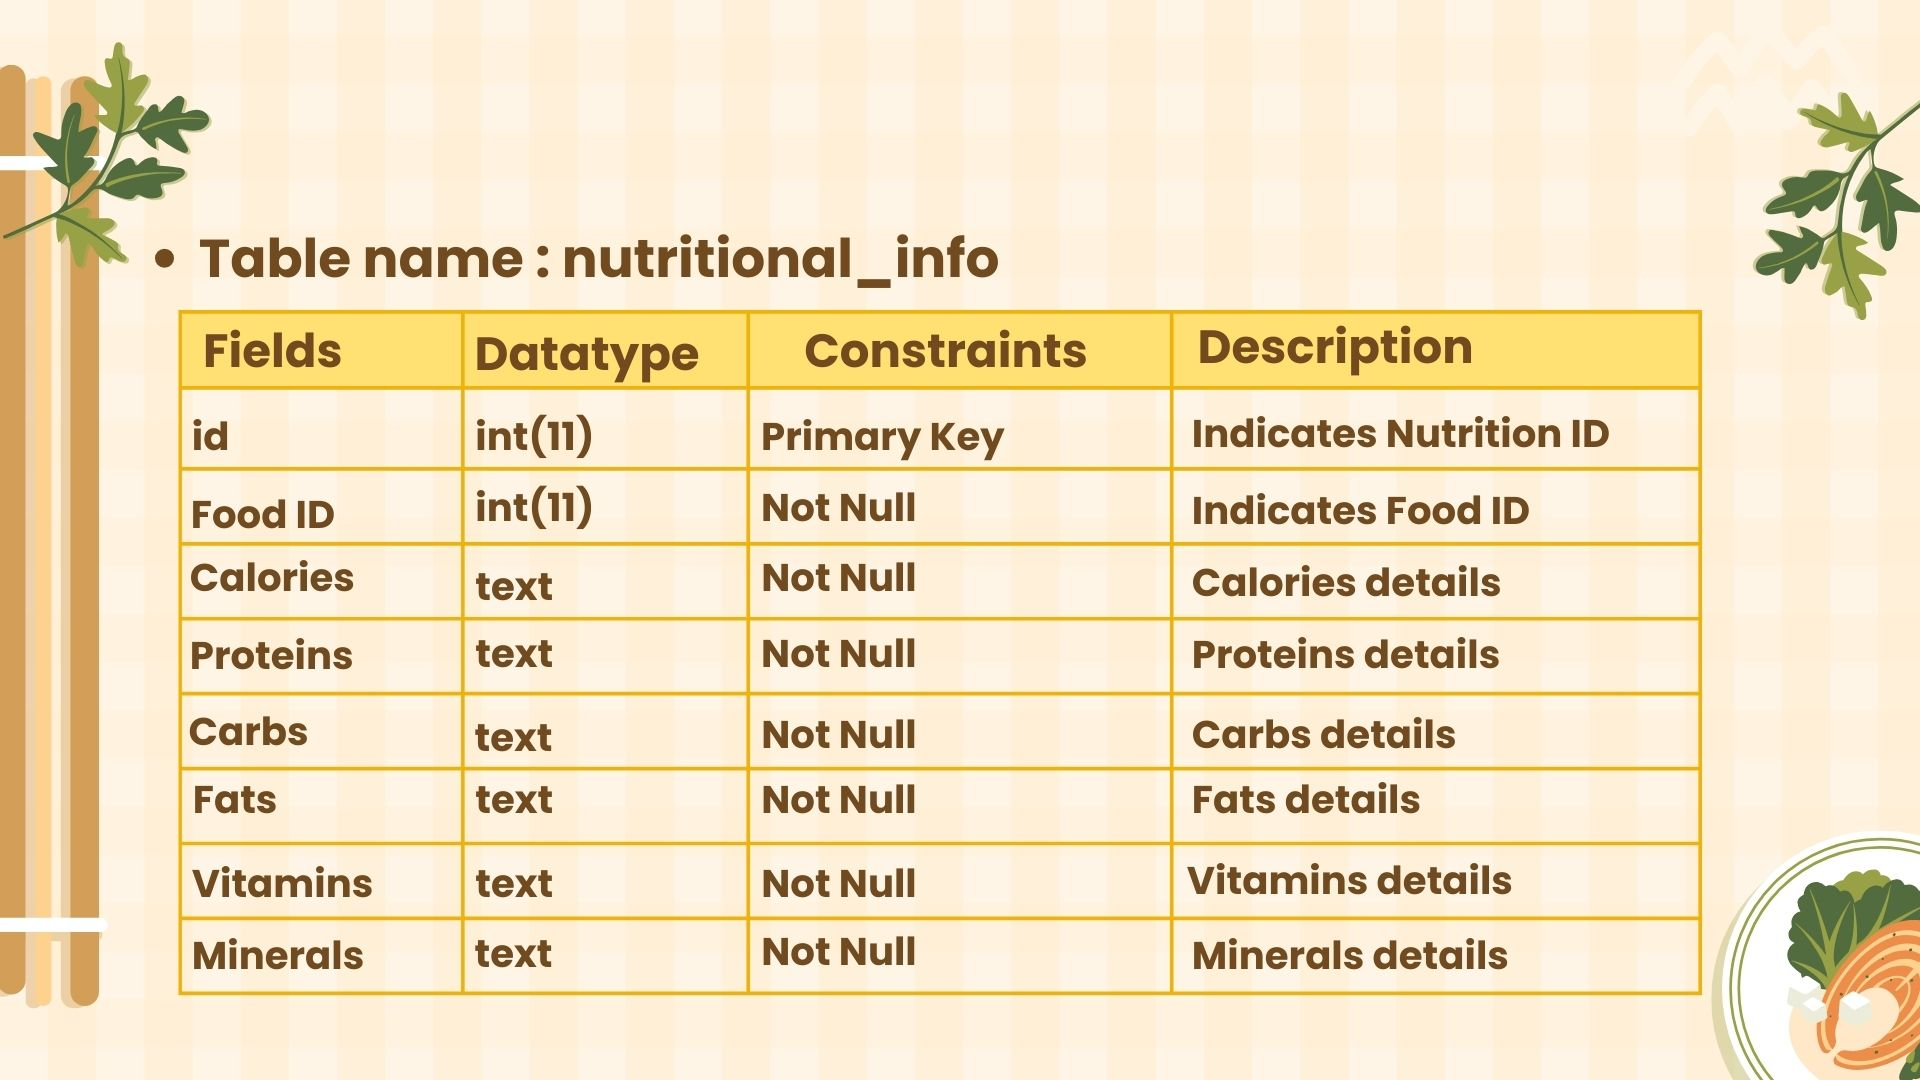 • Table name : nutritional_info
Fields Datatype Constraints Description
id int(11) Primary Key Indicates Nutrition ID
Food ID int(11) Not Null Indicates Food ID
Calories text Not Null Calories details
Proteins text Not Null Proteins details
Carbs text Not Null Carbs details
Fats text Not Null Fats details
Vitamins text Not Null Vitamins details
Minerals text Not Null Minerals details